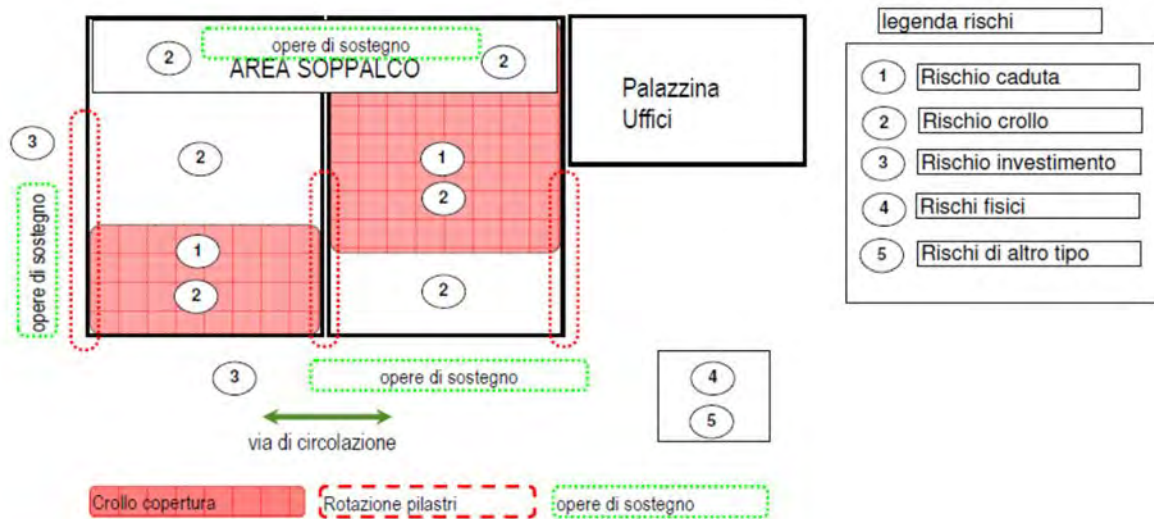 opere di sostegno
2
2
AREA SOPPALCO
Palazzina
Uffici
3
2
1
2
opere di sostegno
1
2
2
3
opere di sostegno
via di circolazione
4
5
Crollo copertura
Rotazione pilastri
opere di sostegno
legenda rischi
1 Rischio caduta
2 Rischio crollo
3 Rischio investimento
4 Rischi fisici
5 Rischi di altro tipo